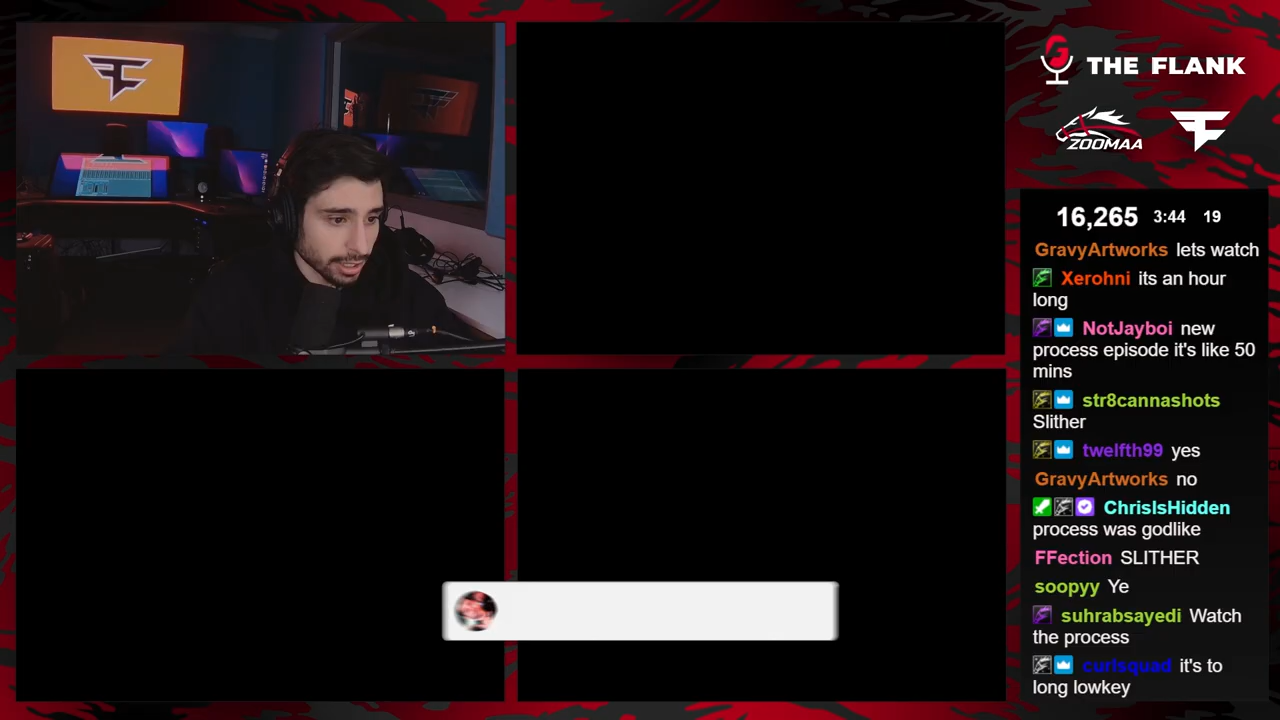 THE FLANK
ZOOMAA
16,265 3:44 19
GravyArtworks lets watch
Xerohni its an hour
long
NotJayboi new
process episode it's like 50
mins
str8cannashots
Slither
twelfth99 yes
GravyArtworks no
ChrisIsHidden
process was godlike
FFection SLITHER
soopyy Ye
suhrabsayedi Watch
the process
curlsquad it's to
long lowkey